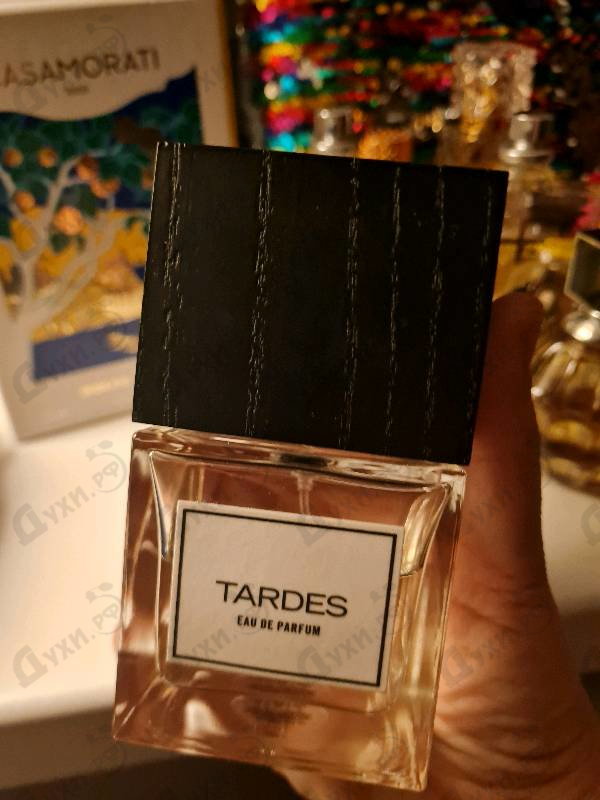 ASAMORATI
TARDES
EAU DE PARFUM
Духи.рф